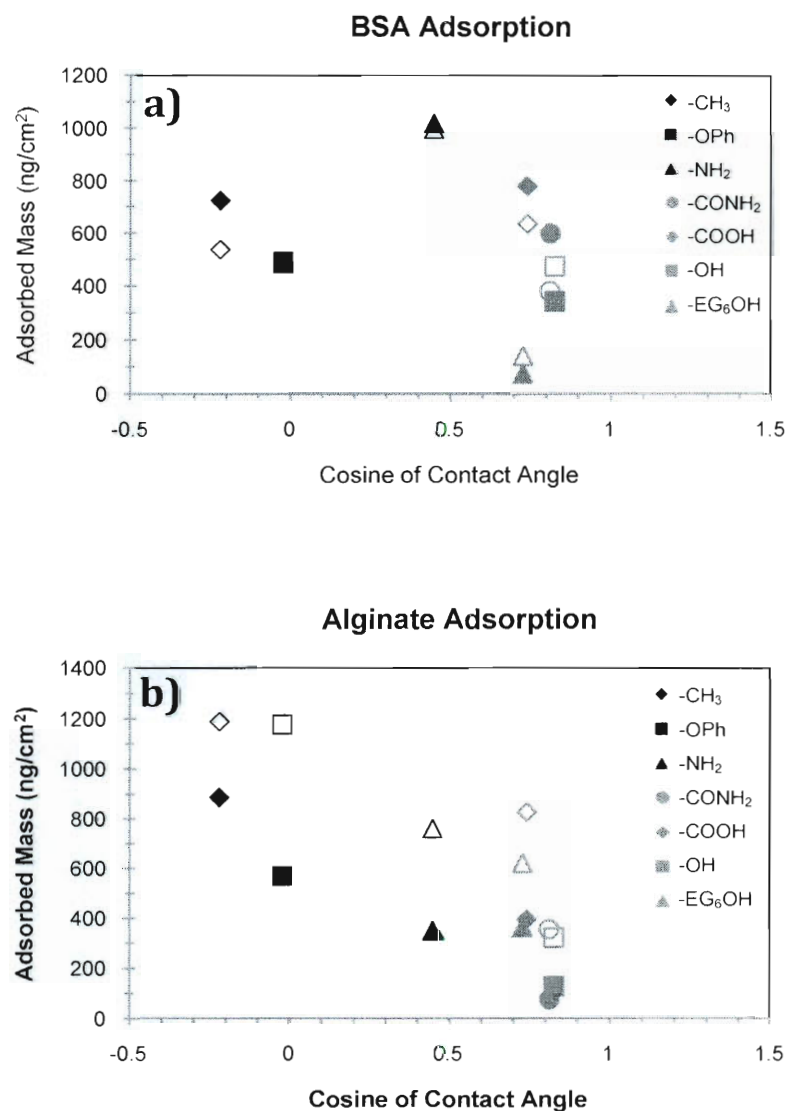 BSA Adsorption
a)
Adsorbed Mass (ng/cm²)
1200
1000
800
600
400
200
0
-0.5
0
0.5
1
1.5
Cosine of Contact Angle
-CH₃
-OPh
-NH₂
-CONH₂
-COOH
-OH
-EG₆OH
Alginate Adsorption
b)
Adsorbed Mass (ng/cm²)
1400
1200
1000
800
600
400
200
0
-0.5
0
0.5
1
1.5
Cosine of Contact Angle
-CH₃
-OPh
-NH₂
-CONH₂
-COOH
-OH
-EG₆OH